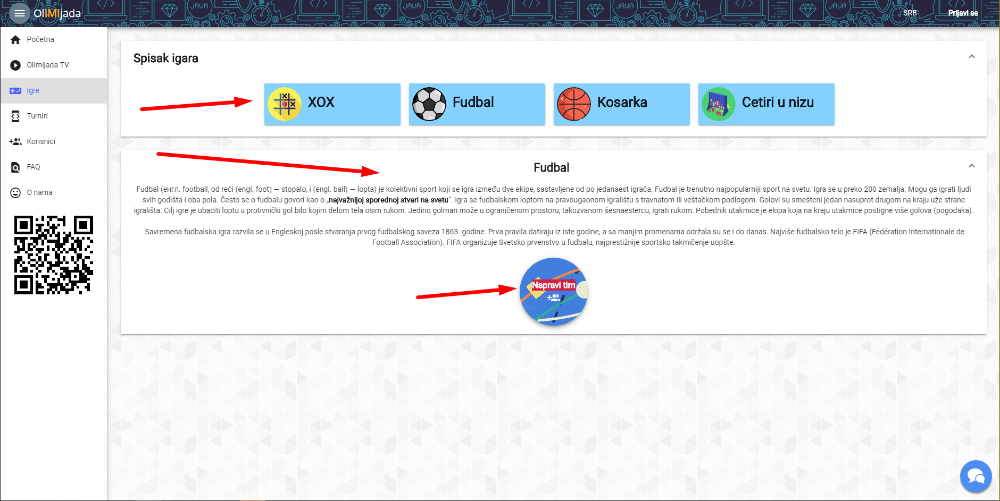 OlIMIjada
SRB
Prijavi se
Početna
Olimijada TV
Igre
Turniri
Korisnici
FAQ
O nama
Spisak igara
XOX
Fudbal
Kosarka
Cetiri u nizu
Fudbal
Fudbal (енгл. football, od reči (engl. foot) — stopalo, i (engl. ball) — lopta) je kolektivni sport koji se igra između dve ekipe, sastavljene od po jedanaest igrača. Fudbal je trenutno najpopularniji sport na svetu. Igra se u preko 200 zemalja. Mogu ga igrati ljudi
svih godišta i oba pola. Često se o fudbalu govori kao o „najvažnijoj sporednoj stvari na svetu“. Igra se fudbalskom loptom na pravougaonom igralištu s travnatom ili veštačkom podlogom. Golovi su smešteni jedan nasuprot drugom na kraju uže strane
igrališta. Cilj igre je ubaciti loptu u protivnički gol bilo kojim delom tela osim rukom. Jedino golman može u ograničenom prostoru, takozvanom šesnaestercu, igrati rukom. Pobednik utakmice je ekipa koja na kraju utakmice postigne više golova (pogodaka).
Savremena fudbalska igra razvila se u Engleskoj posle stvaranja prvog fudbalskog saveza 1863. godine. Prva pravila datiraju iz iste godine, a sa manjim promenama održala su se i do danas. Najviše fudbalsko telo je FIFA (Fédération Internationale de
Football Association). FIFA organizuje Svetsko prvenstvo u fudbalu, najprestižnije sportsko takmičenje uopšte.
Napravi tim